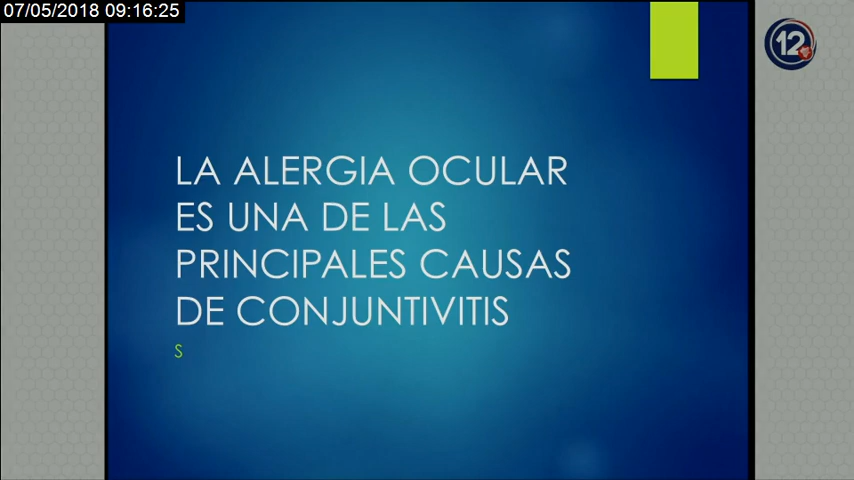 07/05/2018 09:16:25
12
LA ALERGIA OCULAR
ES UNA DE LAS
PRINCIPALES CAUSAS
DE CONJUNTIVITIS
S